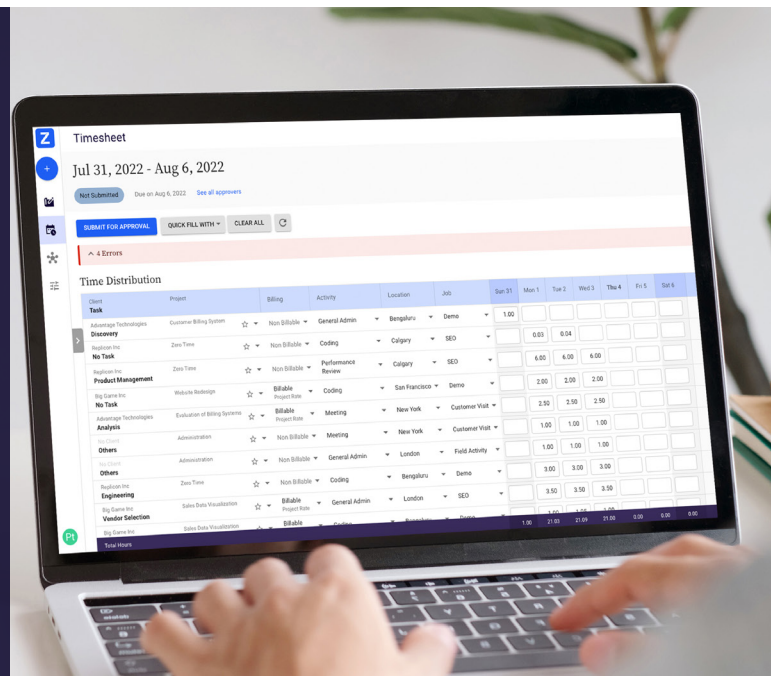 Z Timesheet
+
Jul 31, 2022 - Aug 6, 2022
Not Submitted Due on Aug 6, 2022 See all approvers
SUBMIT FOR APPROVAL QUICK FILL WITH CLEAR ALL
4 Errors
Time Distribution
Client Project Billing Activity Location Job Sun 31 Mon 1 Tue 2 Wed 3 Thu 4 Fri 5 Sat 6
Task
Advantage Technologies Customer Billing System Non Billable General Admin Bengaluru Demo 1.00
Discovery
Replicon Inc Zero Time Non Billable Coding Calgary SEO 0.03 0.04
No Task
Replicon Inc Zero Time Non Billable Performance Review Calgary SEO 6.00 6.00 6.00
Product Management
Big Game Inc Website Redesign Billable Coding San Francisco Demo 2.00 2.00 2.00
No Task Project Rate
Advantage Technologies Evaluation of Billing Systems Billable Meeting New York Customer Visit 2.50 2.50 2.50
Analysis Project Rate
No Client Administration Non Billable Meeting New York Customer Visit 1.00 1.00 1.00
Others
No Client Administration Non Billable General Admin London Field Activity 1.00 1.00 1.00
Others
Replicon Inc Zero Time Non Billable Coding Bengaluru Demo 3.00 3.00 3.00
Engineering
Big Game Inc Sales Data Visualization Billable General Admin London SEO 3.50 3.50 3.50
Vendor Selection Project Rate
Big Game Inc Sales Data Visualization Billable Coding Demo 1.00 1.00 1.00
Pt Total Hours 1.00 21.03 21.09 21.00 0.00 0.00 0.00